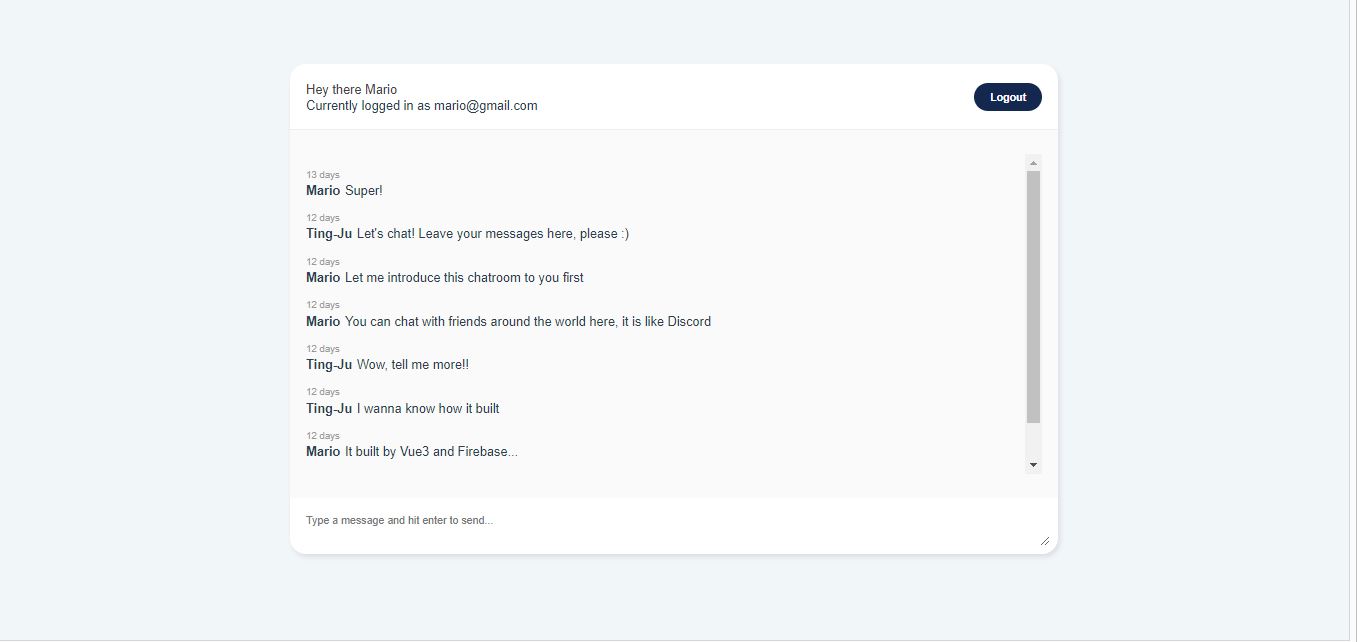 Hey there Mario
Currently logged in as mario@gmail.com
Logout
13 days
Mario Super!
12 days
Ting-Ju Let's chat! Leave your messages here, please :)
12 days
Mario Let me introduce this chatroom to you first
12 days
Mario You can chat with friends around the world here, it is like Discord
12 days
Ting-Ju Wow, tell me more!!
12 days
Ting-Ju I wanna know how it built
12 days
Mario It built by Vue3 and Firebase...
Type a message and hit enter to send...